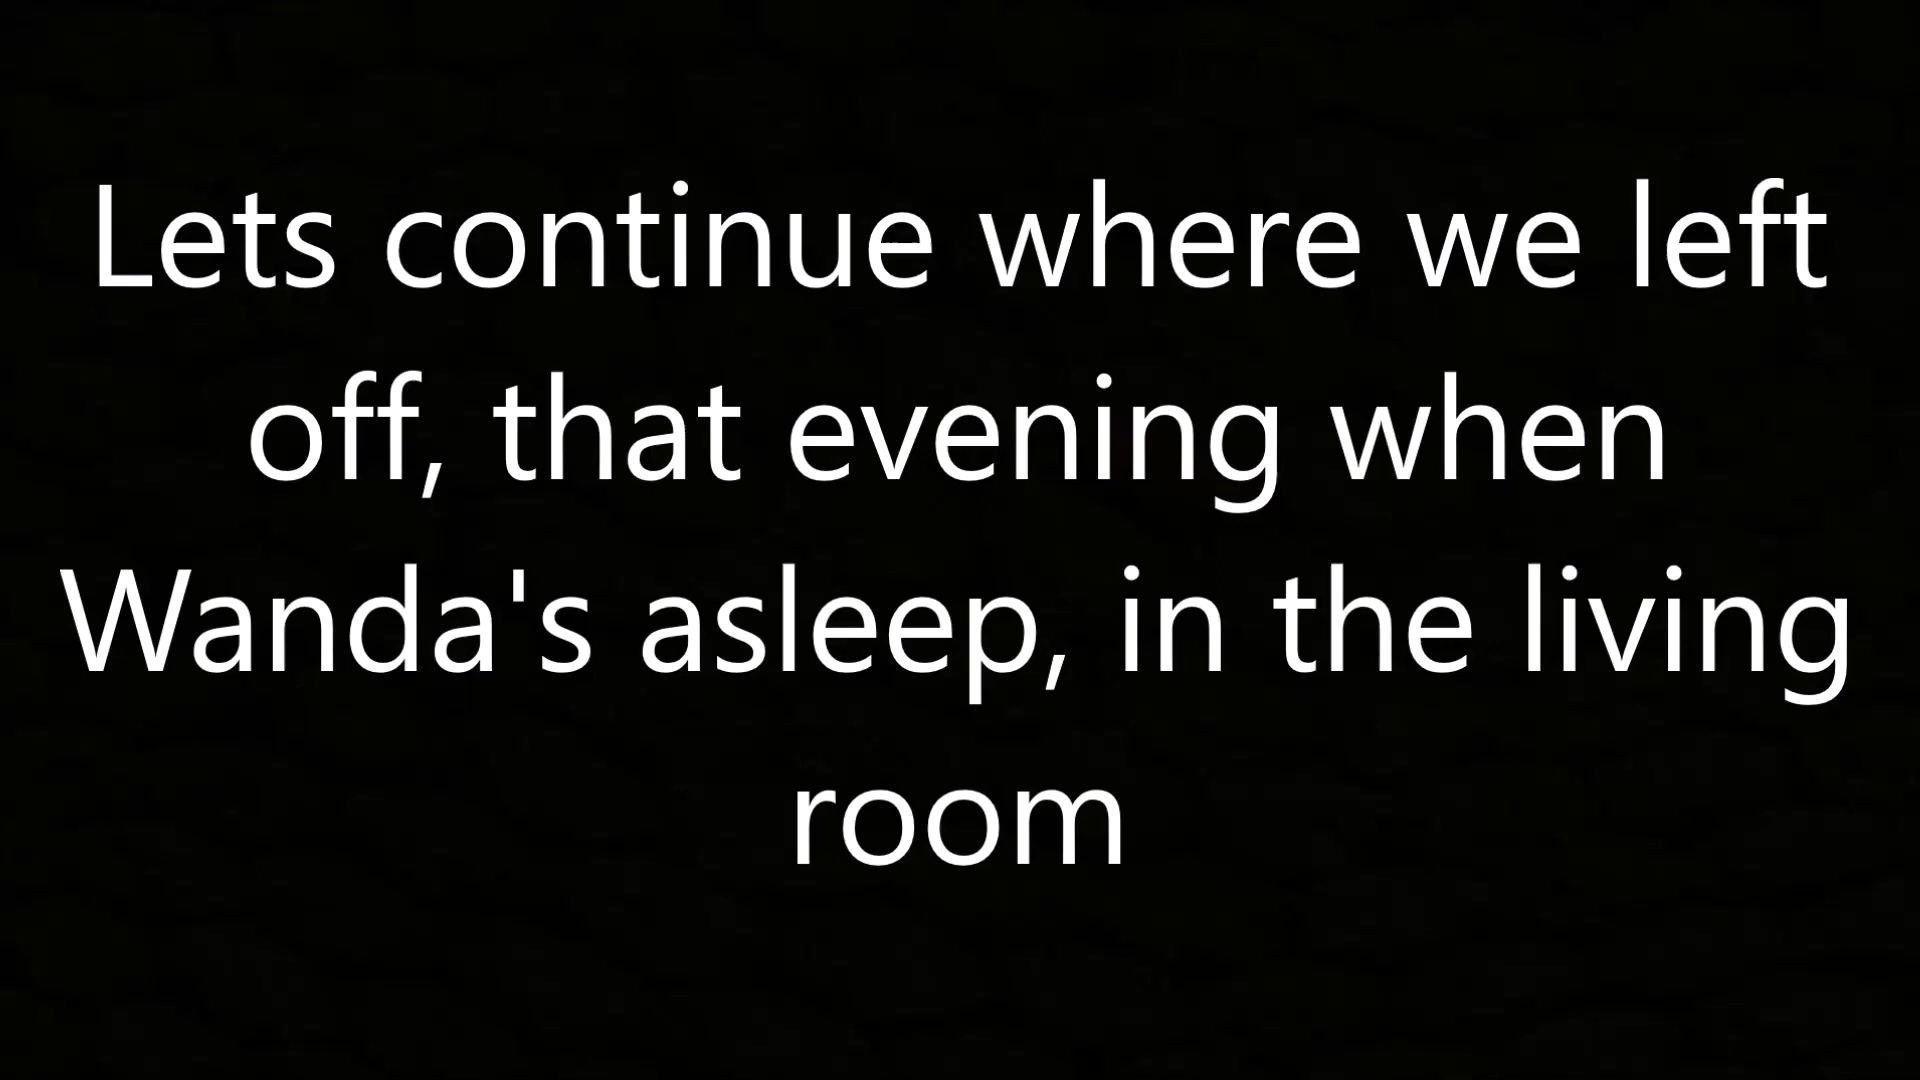 Lets continue where we left
off, that evening when
Wanda's asleep, in the living
room